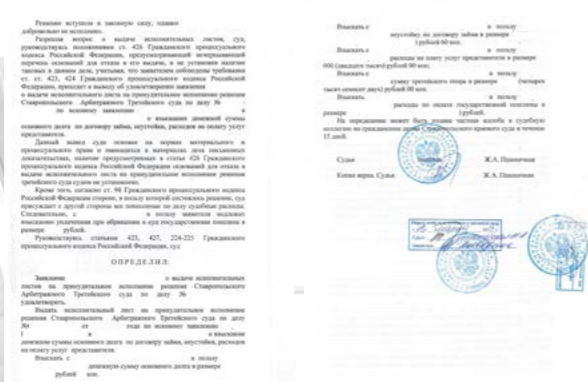 Решение вступило в законную силу, однако
добровольно не исполнено.
Разрешая вопрос о выдаче исполнительных листов, суд,
руководствуясь положениями ст. 426 Гражданского процессуального
кодекса Российской Федерации, предусматривающей исчерпывающий
перечень оснований для отказа в его выдаче, и не установив наличие
таковых в данном деле, учитывая, что заявителем соблюдены требования
ст. ст. 423, 424 Гражданского процессуального кодекса Российской
Федерации, приходит к выводу об удовлетворении заявления
о выдаче исполнительного листа на принудительное исполнение решения
Ставропольского Арбитражного Третейского суда по делу №
по исковому заявлению к
о взыскании денежной суммы
основного долга по договору займа, неустойки, расходов на оплату услуг
представителя.
Данный вывод суда основан на нормах материального и
процессуального права и имеющихся в материалах дела письменных
доказательствах, наличие предусмотренных в статье 426 Гражданского
процессуального кодекса Российской Федерации оснований для отказа в
выдаче исполнительного листа на принудительное исполнение решения
третейского суда судом не установлено.
Кроме того, согласно ст. 98 Гражданского процессуального кодекса
Российской Федерации стороне, в пользу которой состоялось решение, суд
присуждает с другой стороны все понесенные по делу судебные расходы.
Следовательно, с в пользу заявителя подлежит
взысканию уплаченная при обращении в суд государственная пошлина в
размере рублей.
Руководствуясь статьями 423, 427, 224-225 Гражданского
процессуального кодекса Российской Федерации, суд
ОПРЕДЕЛИЛ:
Заявление о выдаче исполнительных
листов на принудительное исполнение решения Ставропольского
Арбитражного Третейского суда по делу №
удовлетворить.
Выдать исполнительный лист на принудительное исполнение
решения Ставропольского Арбитражного Третейского суда по делу
№ от года по исковому заявлению
к о взыскании
денежную суммы основного долга по договору займа, неустойки, расходов
на оплату услуг представителя.
Взыскать с в пользу
денежную сумму основного долга в размере
рублей коп.
Взыскать с в пользу
неустойку по договору займа в размере
) рублей 60 коп.
Взыскать с в пользу
расходы на плату услуг представителя в размере
000 (двадцати тысяч) рублей 00 коп.
Взыскать с в пользу
сумму третейского сбора в размере (четырех
тысяч семисот двух) рублей 00 коп.
Взыскать в пользу
расходы по оплате государственной пошлины в
размере ) рублей.
На определение может быть подана частная жалоба в судебную
коллегию по гражданским делам Ставропольского краевого суда в течение
15 дней.
Судья Ж.А. Пшеничная
Копия верна. Судья Ж.А. Пшеничная